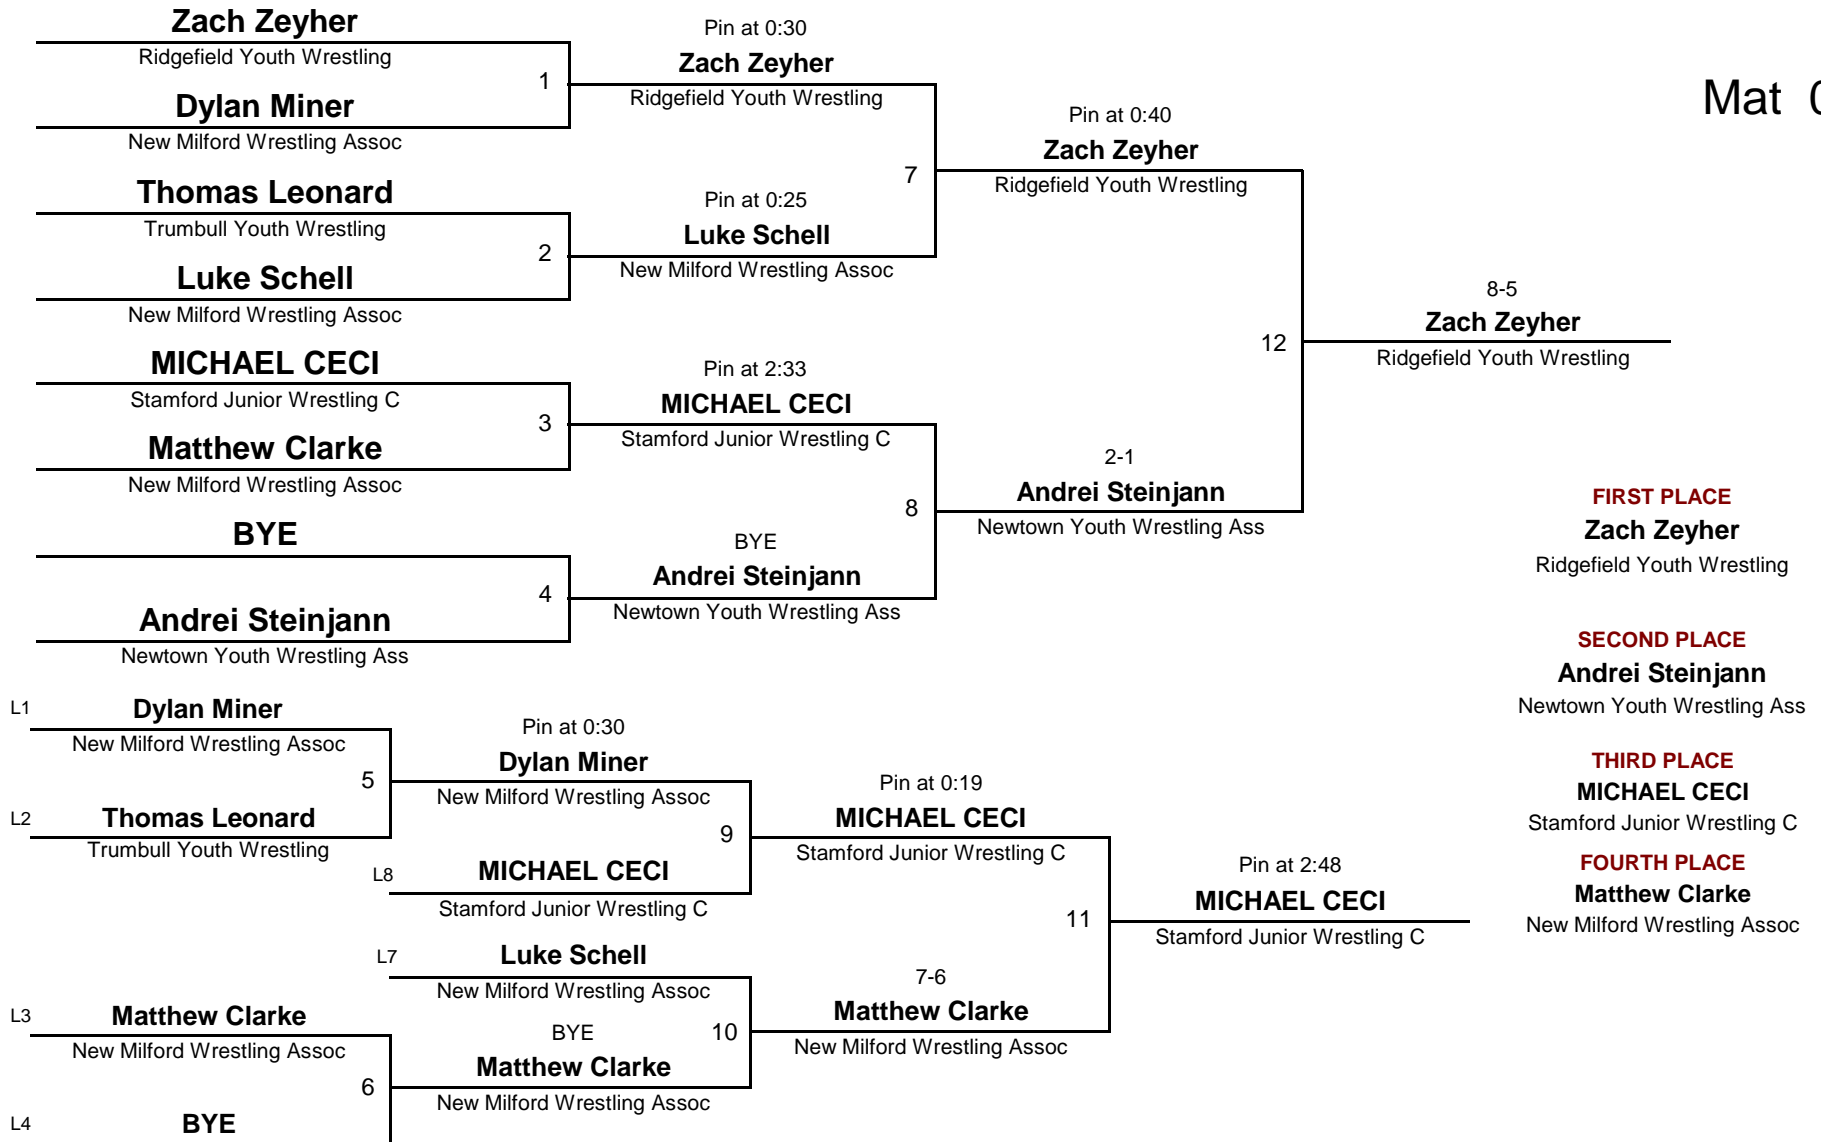 Zach Zeyher
Ridgefield Youth Wrestling
1
Dylan Miner
New Milford Wrestling Assoc
Thomas Leonard
Trumbull Youth Wrestling
2
Luke Schell
New Milford Wrestling Assoc
MICHAEL CECI
Stamford Junior Wrestling C
3
Matthew Clarke
New Milford Wrestling Assoc
BYE
4
Andrei Steinjann
Newtown Youth Wrestling Ass
Pin at 0:30
Zach Zeyher
Ridgefield Youth Wrestling
7
Pin at 0:25
Luke Schell
New Milford Wrestling Assoc
Pin at 2:33
MICHAEL CECI
Stamford Junior Wrestling C
8
BYE
Andrei Steinjann
Newtown Youth Wrestling Ass
Pin at 0:40
Zach Zeyher
Ridgefield Youth Wrestling
12
2-1
Andrei Steinjann
Newtown Youth Wrestling Ass
8-5
Zach Zeyher
Ridgefield Youth Wrestling
Mat 0
FIRST PLACE
Zach Zeyher
Ridgefield Youth Wrestling
SECOND PLACE
Andrei Steinjann
Newtown Youth Wrestling Ass
THIRD PLACE
MICHAEL CECI
Stamford Junior Wrestling C
FOURTH PLACE
Matthew Clarke
New Milford Wrestling Assoc
L1 Dylan Miner
New Milford Wrestling Assoc
5
L2 Thomas Leonard
Trumbull Youth Wrestling
L3 Matthew Clarke
New Milford Wrestling Assoc
6
L4 BYE
Pin at 0:30
Dylan Miner
New Milford Wrestling Assoc
9
L8 MICHAEL CECI
Stamford Junior Wrestling C
L7 Luke Schell
New Milford Wrestling Assoc
BYE 10
Matthew Clarke
New Milford Wrestling Assoc
Pin at 0:19
MICHAEL CECI
Stamford Junior Wrestling C
11
7-6
Matthew Clarke
New Milford Wrestling Assoc
Pin at 2:48
MICHAEL CECI
Stamford Junior Wrestling C